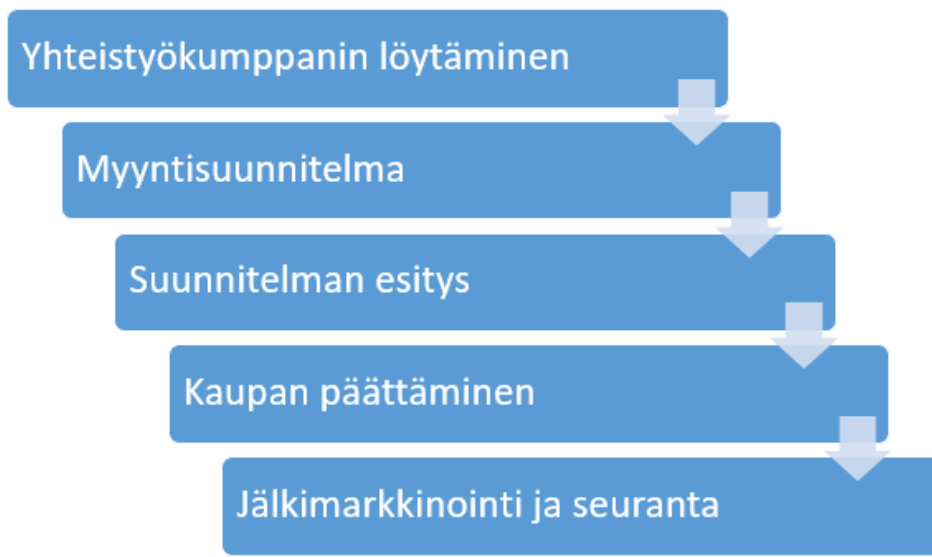 Yhteistyökumppanin löytäminen
Myyntisuunnitelma
Suunnitelman esitys
Kaupan päättäminen
Jälkimarkkinointi ja seuranta